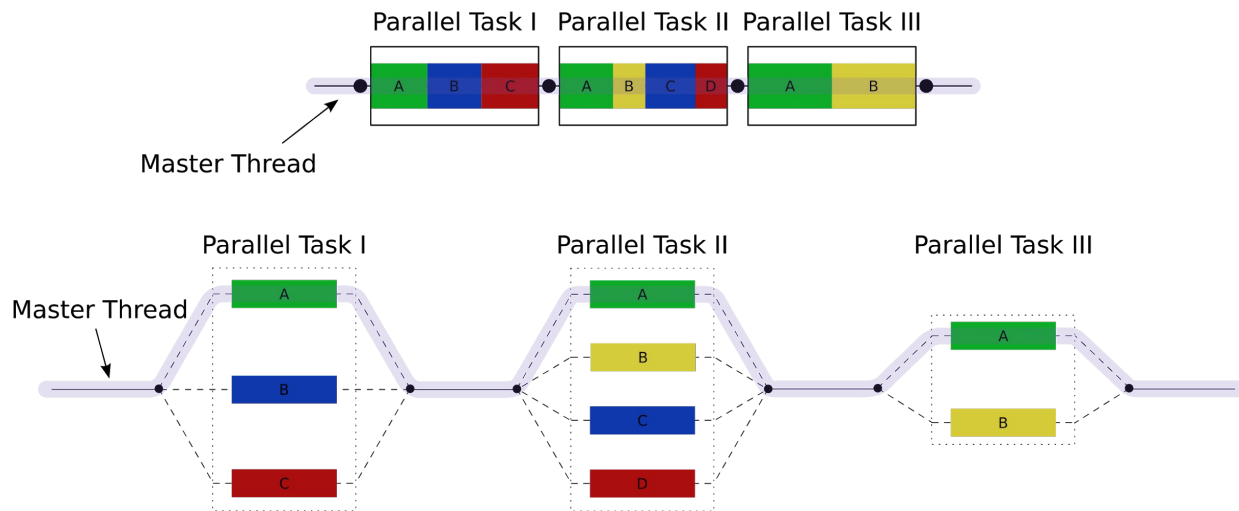 Parallel Task I
Parallel Task II
Parallel Task III
A B C
A B C D
A B
Master Thread
Parallel Task I
Parallel Task II
Parallel Task III
Master Thread
A
A
A
B
B
C
B
C
D